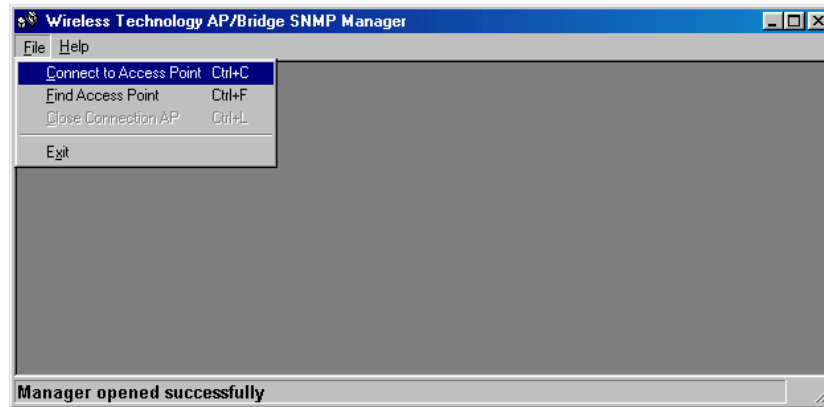 Wireless Technology AP/Bridge SNMP Manager
File Help
Connect to Access Point Ctrl+C
Find Access Point Ctrl+F
Close Connection AP Ctrl+L
Exit
Manager opened successfully